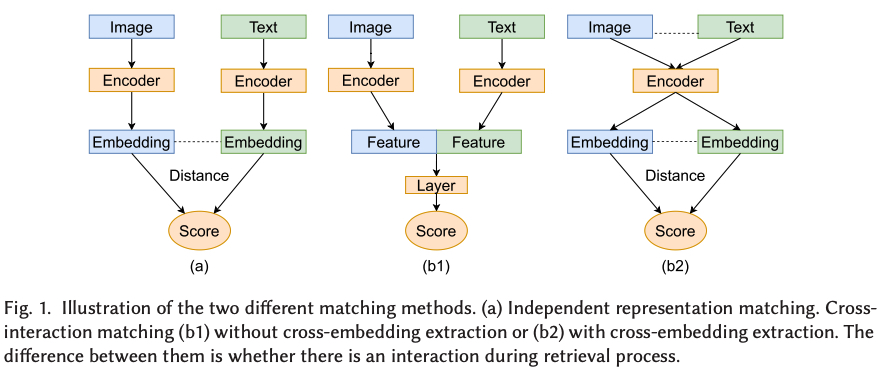 Image
Text
Encoder
Encoder
Embedding
Embedding
Distance
Score
(a)
Image
Text
Encoder
Encoder
Feature
Feature
Layer
Score
(b1)
Image
Text
Encoder
Embedding
Embedding
Distance
Score
(b2)
Fig. 1. Illustration of the two different matching methods. (a) Independent representation matching. Cross-
interaction matching (b1) without cross-embedding extraction or (b2) with cross-embedding extraction. The
difference between them is whether there is an interaction during retrieval process.